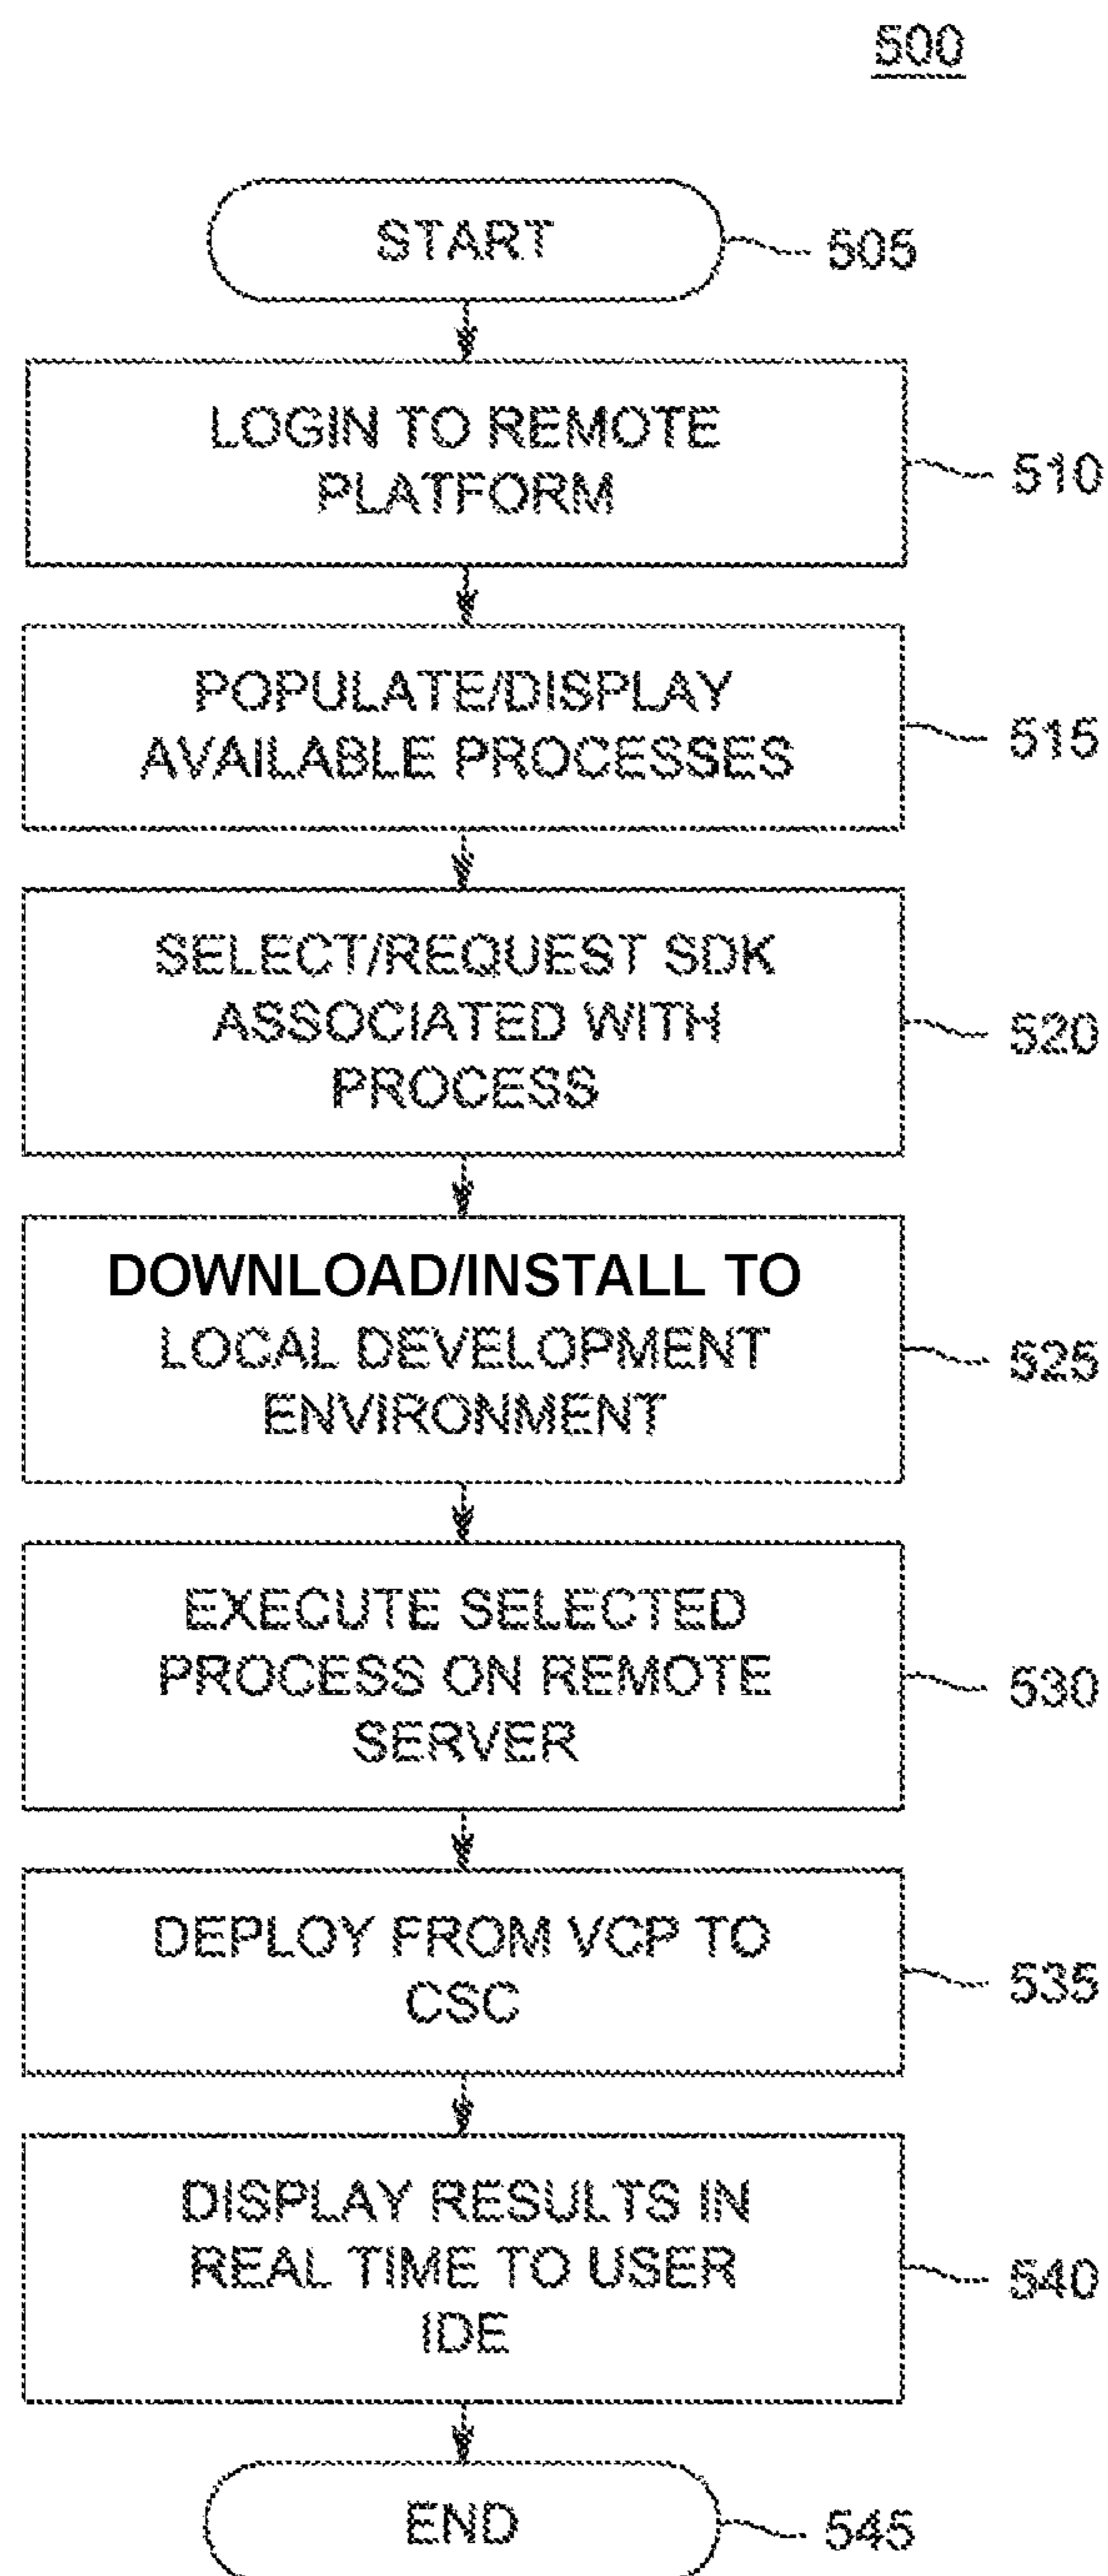 500
START
505
LOGIN TO REMOTE
PLATFORM
510
POPULATE/DISPLAY
AVAILABLE PROCESSES
515
SELECT/REQUEST SDK
ASSOCIATED WITH
PROCESS
520
DOWNLOAD/INSTALL TO
LOCAL DEVELOPMENT
ENVIRONMENT
525
EXECUTE SELECTED
PROCESS ON REMOTE
SERVER
530
DEPLOY FROM VCP TO
CSC
535
DISPLAY RESULTS IN
REAL TIME TO USER
IDE
540
END
545